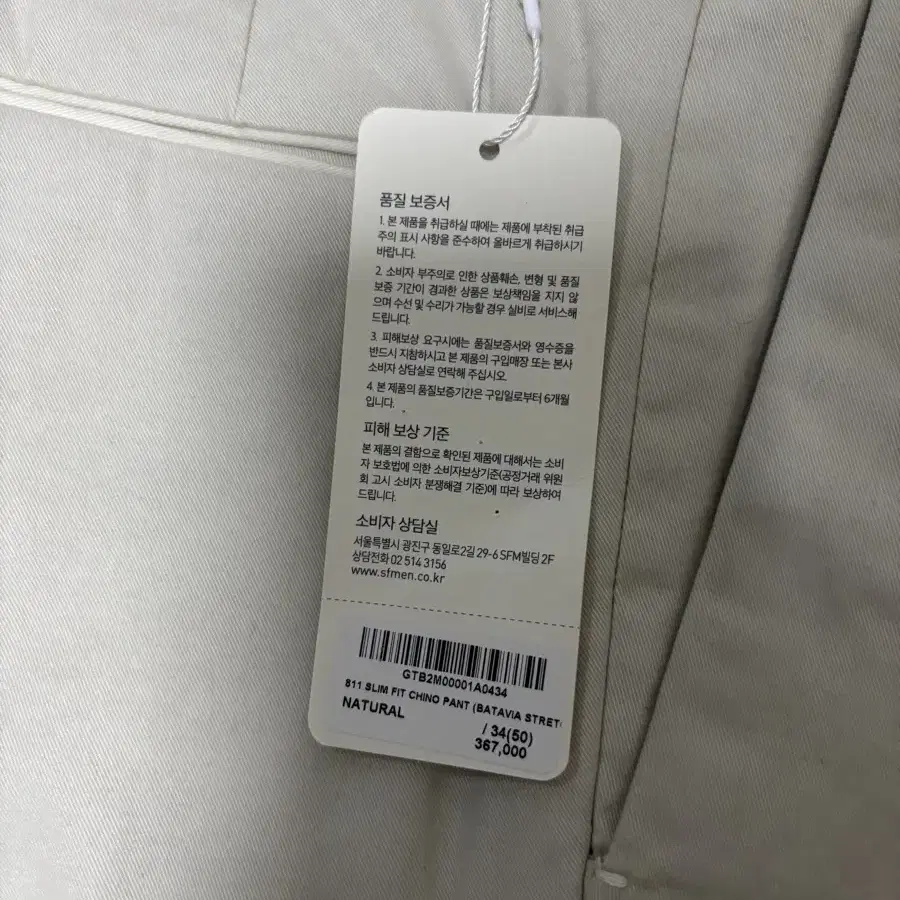 품질 보증서
1. 본 제품을 취급하실 때에는 제품에 부착된 취급
주의 표시 사항을 준수하여 올바르게 취급하시기
바랍니다.
2. 소비자 부주의로 인한 상품훼손, 변형 및 품질
보증 기간이 경과한 상품은 보상책임을 지지 않
으며 수선 및 수리가 가능할 경우 실비로 서비스해
드립니다.
3. 피해보상 요구시에는 품질보증서와 영수증을
반드시 지참하시고 본 제품의 구입매장 또는 본사
소비자 상담실로 연락해 주십시오.
4. 본 제품의 품질보증기간은 구입일로부터 6개월
입니다.
피해 보상 기준
본 제품의 결함으로 확인된 제품에 대해서는 소비
자 보호법에 의한 소비자보상기준(공정거래 위원
회 고시 소비자 분쟁해결 기준)에 따라 보상하여
드립니다.
소비자 상담실
서울특별시 광진구 동일로2길 29-6 SFM빌딩 2F
상담전화 02 514 3156
www.sfmen.co.kr
GTB2M00001A0434
811 SLIM FIT CHINO PANT (BATAVIA STRET
NATURAL
/ 34(50)
367,000